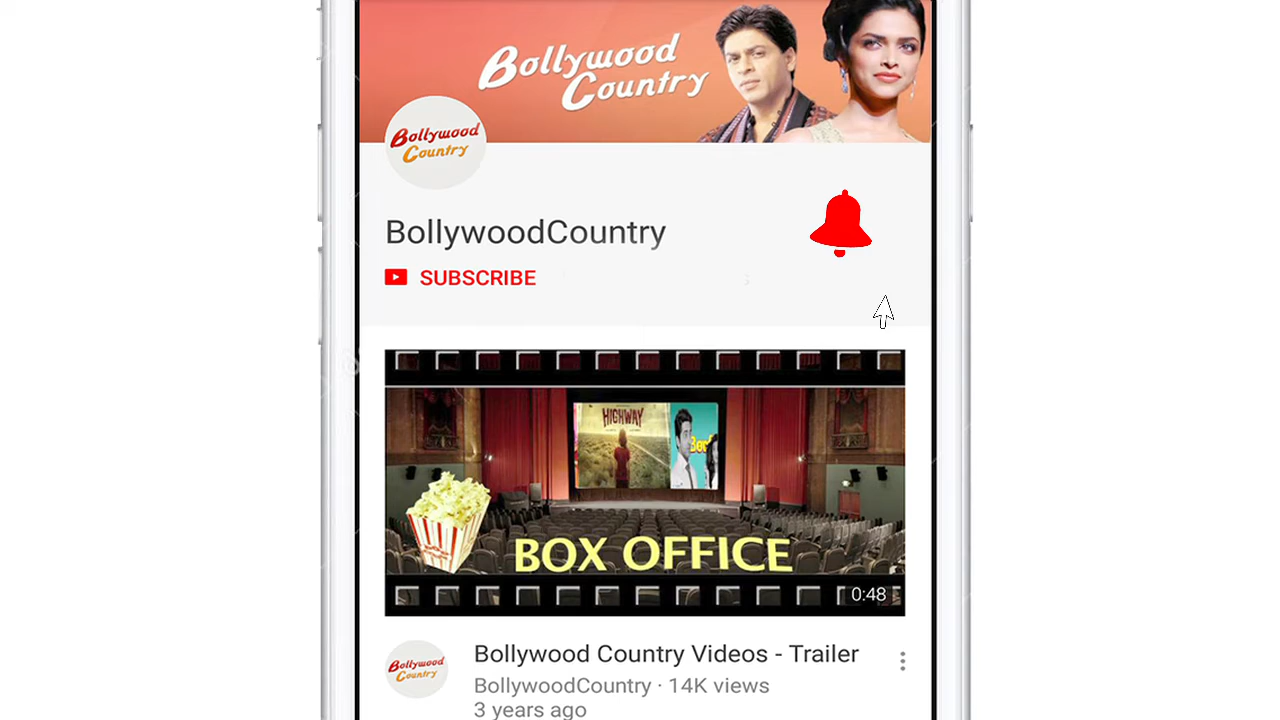 Bollywood
Country
Bollywood
Country
BollywoodCountry
SUBSCRIBE
HIGHWAY
BOX OFFICE
0:48
Bollywood Country Videos - Trailer
Bollywood
Country
BollywoodCountry · 14K views
3 years ago